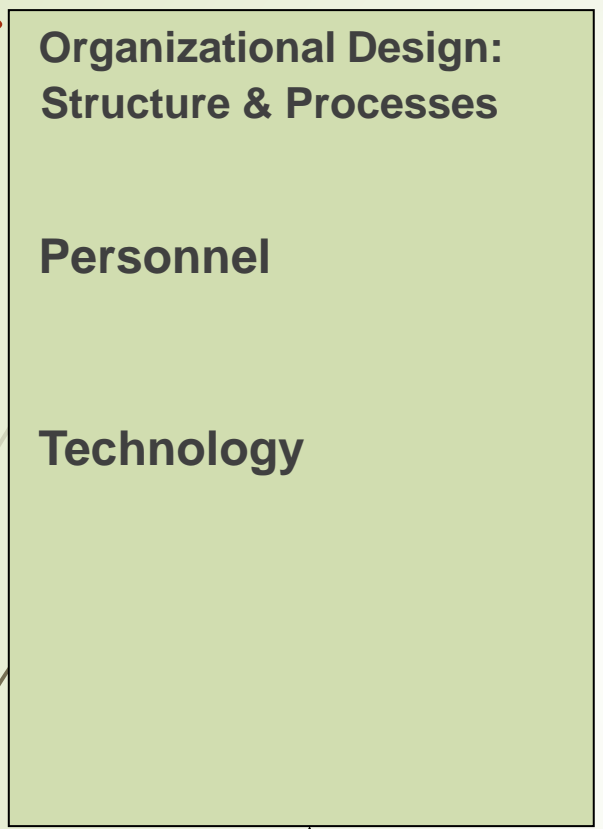 Organizational Design:
Structure & Processes
Personnel
Technology